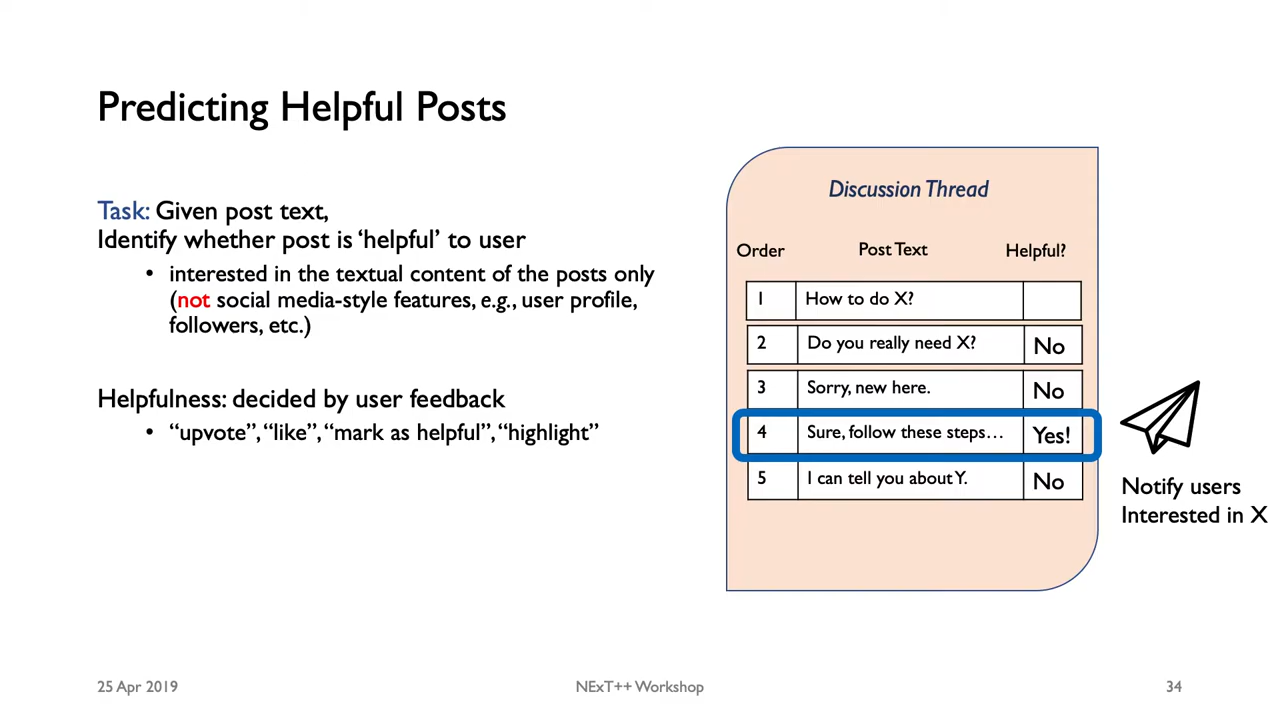 Predicting Helpful Posts
Task: Given post text,
Identify whether post is ‘helpful’ to user
• interested in the textual content of the posts only
(not social media-style features, e.g., user profile,
followers, etc.)
Helpfulness: decided by user feedback
• “upvote”, “like”, “mark as helpful”, “highlight”
Discussion Thread
Order Post Text Helpful?
1 How to do X?
2 Do you really need X? No
3 Sorry, new here. No
4 Sure, follow these steps… Yes!
5 I can tell you about Y. No
Notify users
Interested in X
25 Apr 2019 NExT++ Workshop 34